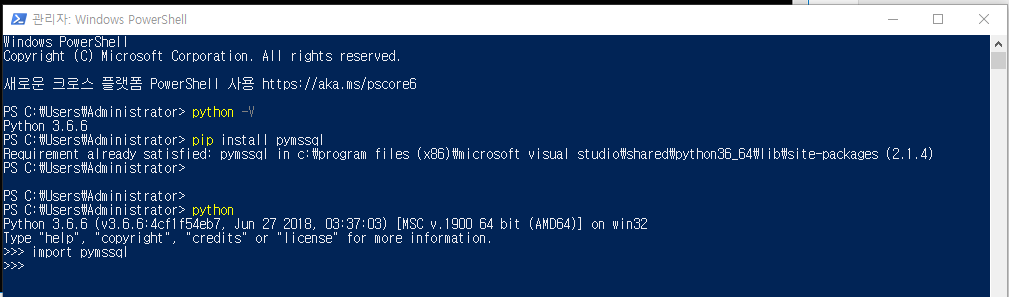 관리자: Windows PowerShell
Windows PowerShell
Copyright (C) Microsoft Corporation. All rights reserved.
새로운 크로스 플랫폼 PowerShell 사용 https://aka.ms/pscore6
PS C:₩Users₩Administrator> python -V
Python 3.6.6
PS C:₩Users₩Administrator> pip install pymssql
Requirement already satisfied: pymssql in c:₩program files (x86)₩microsoft visual studio₩shared₩python36_64₩lib₩site-packages (2.1.4)
PS C:₩Users₩Administrator>
PS C:₩Users₩Administrator>
PS C:₩Users₩Administrator> python
Python 3.6.6 (v3.6.6:4cf1f54eb7, Jun 27 2018, 03:37:03) [MSC v.1900 64 bit (AMD64)] on win32
Type "help", "copyright", "credits" or "license" for more information.
>>> import pymssql
>>>